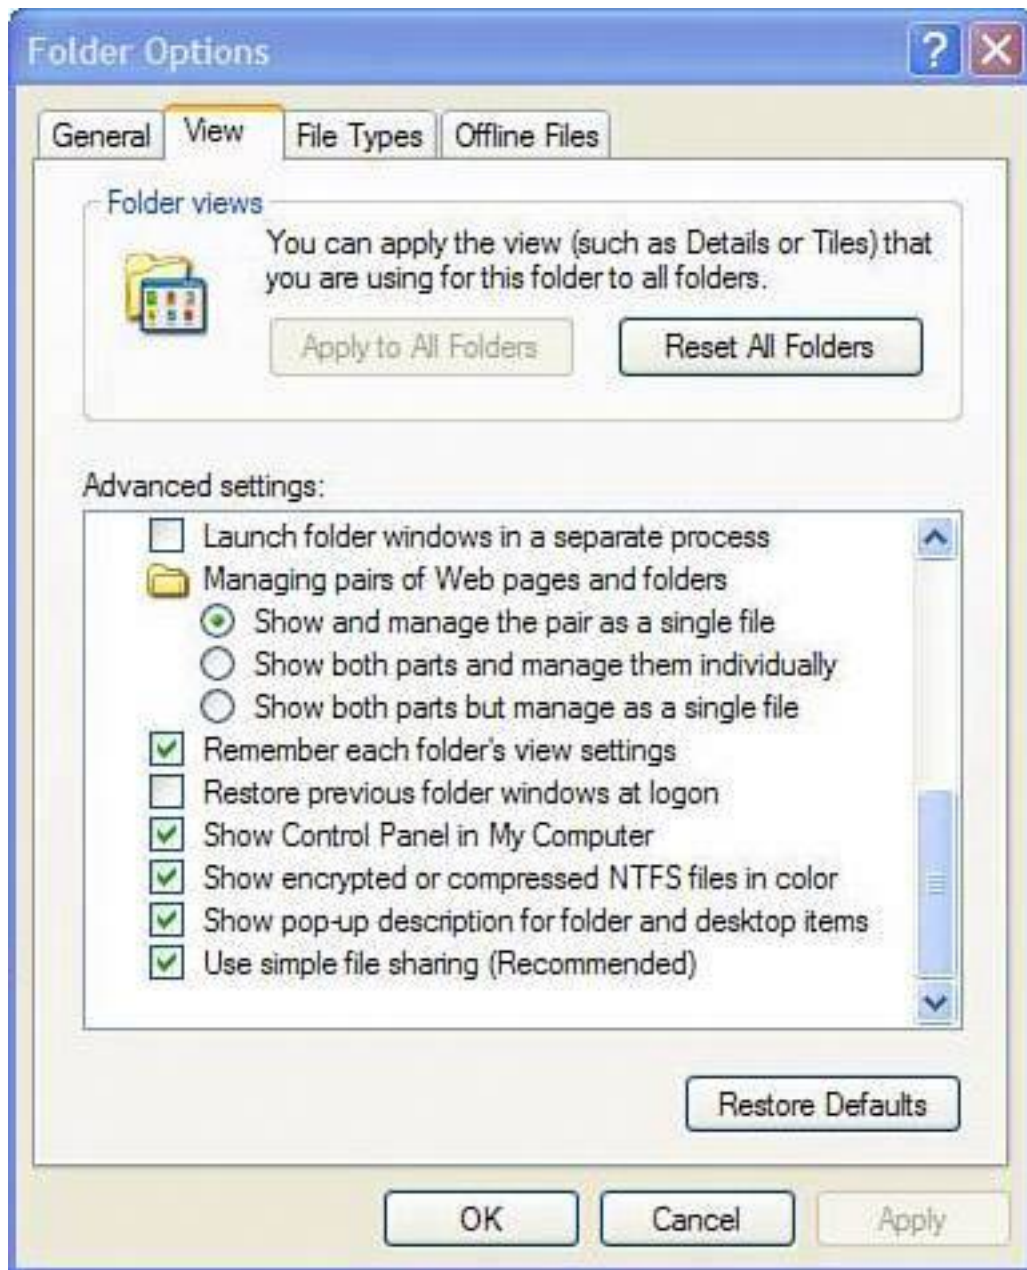 Folder Options
General
View
File Types
Offline Files
Folder views
You can apply the view (such as Details or Tiles) that
you are using for this folder to all folders.
Apply to All Folders
Reset All Folders
Advanced settings:
Launch folder windows in a separate process
Managing pairs of Web pages and folders
Show and manage the pair as a single file
Show both parts and manage them individually
Show both parts but manage as a single file
Remember each folder's view settings
Restore previous folder windows at logon
Show Control Panel in My Computer
Show encrypted or compressed NTFS files in color
Show pop-up description for folder and desktop items
Use simple file sharing (Recommended)
Restore Defaults
OK
Cancel
Apply